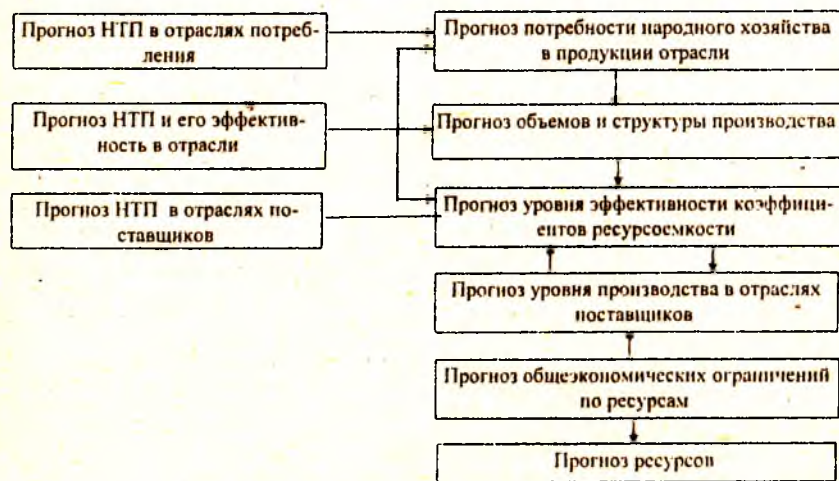 Прогноз НТП в отраслях потреб-
ления
Прогноз НТП и его эффектив-
ность в отрасли
Прогноз НТП в отраслях по-
ставщиков
Прогноз потребности народного хозяйства
в продукции отрасли
Прогноз объемов и структуры производства
Прогноз уровня эффективности коэффици-
ентов ресурсоемкости
Прогноз уровня производства в отраслях
поставщиков
Прогноз общеэкономических ограничений
по ресурсам
Прогноз ресурсов